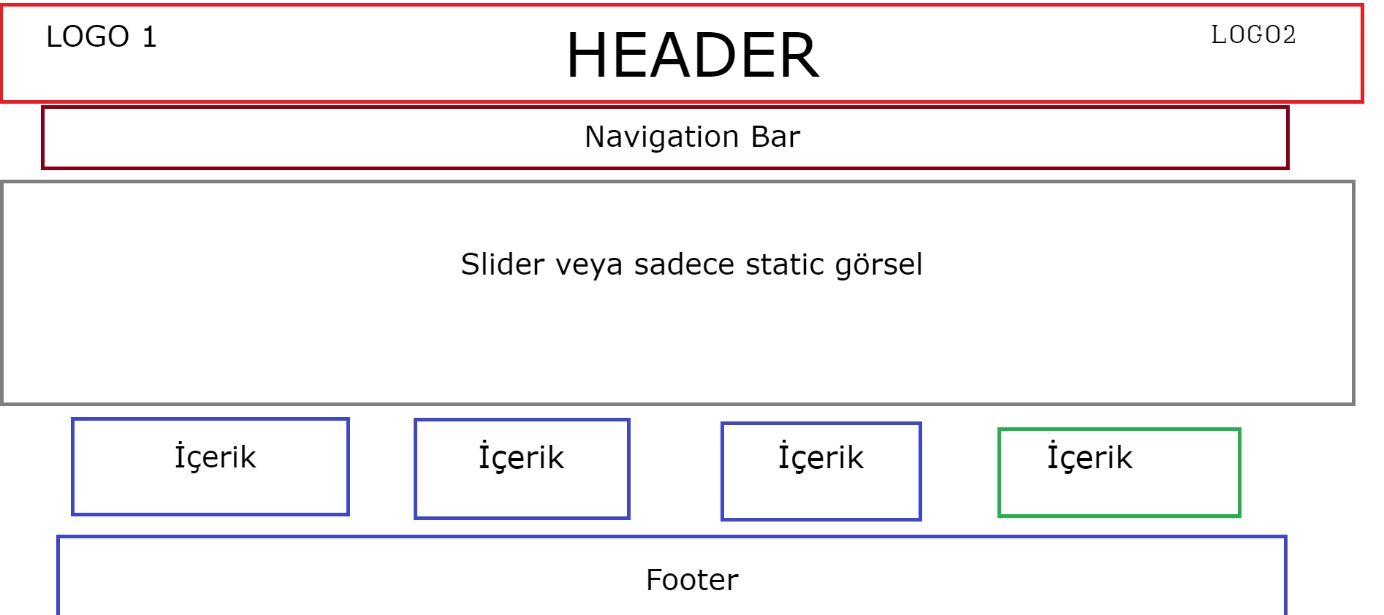 LOGO 1
HEADER
LOGO2
Navigation Bar
Slider veya sadece static görsel
İçerik
İçerik
İçerik
İçerik
Footer